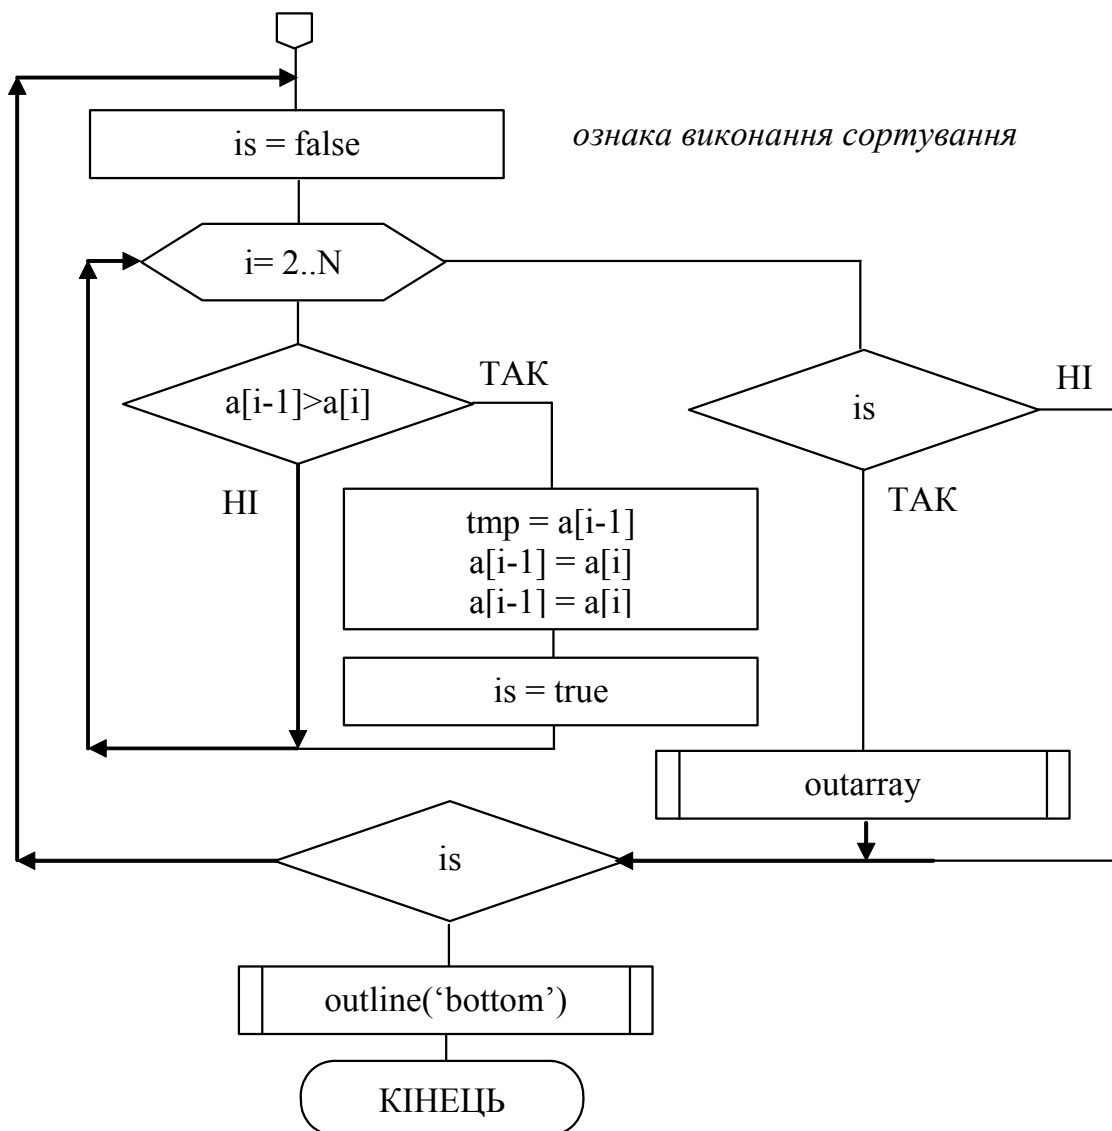 is = false
ознака виконання сортування
i= 2..N
a[i-1]>a[i]
ТАК
НІ
tmp = a[i-1]
a[i-1] = a[i]
a[i-1] = a[i]
is = true
is
НІ
ТАК
outarray
is
outline(‘bottom’)
КІНЕЦЬ